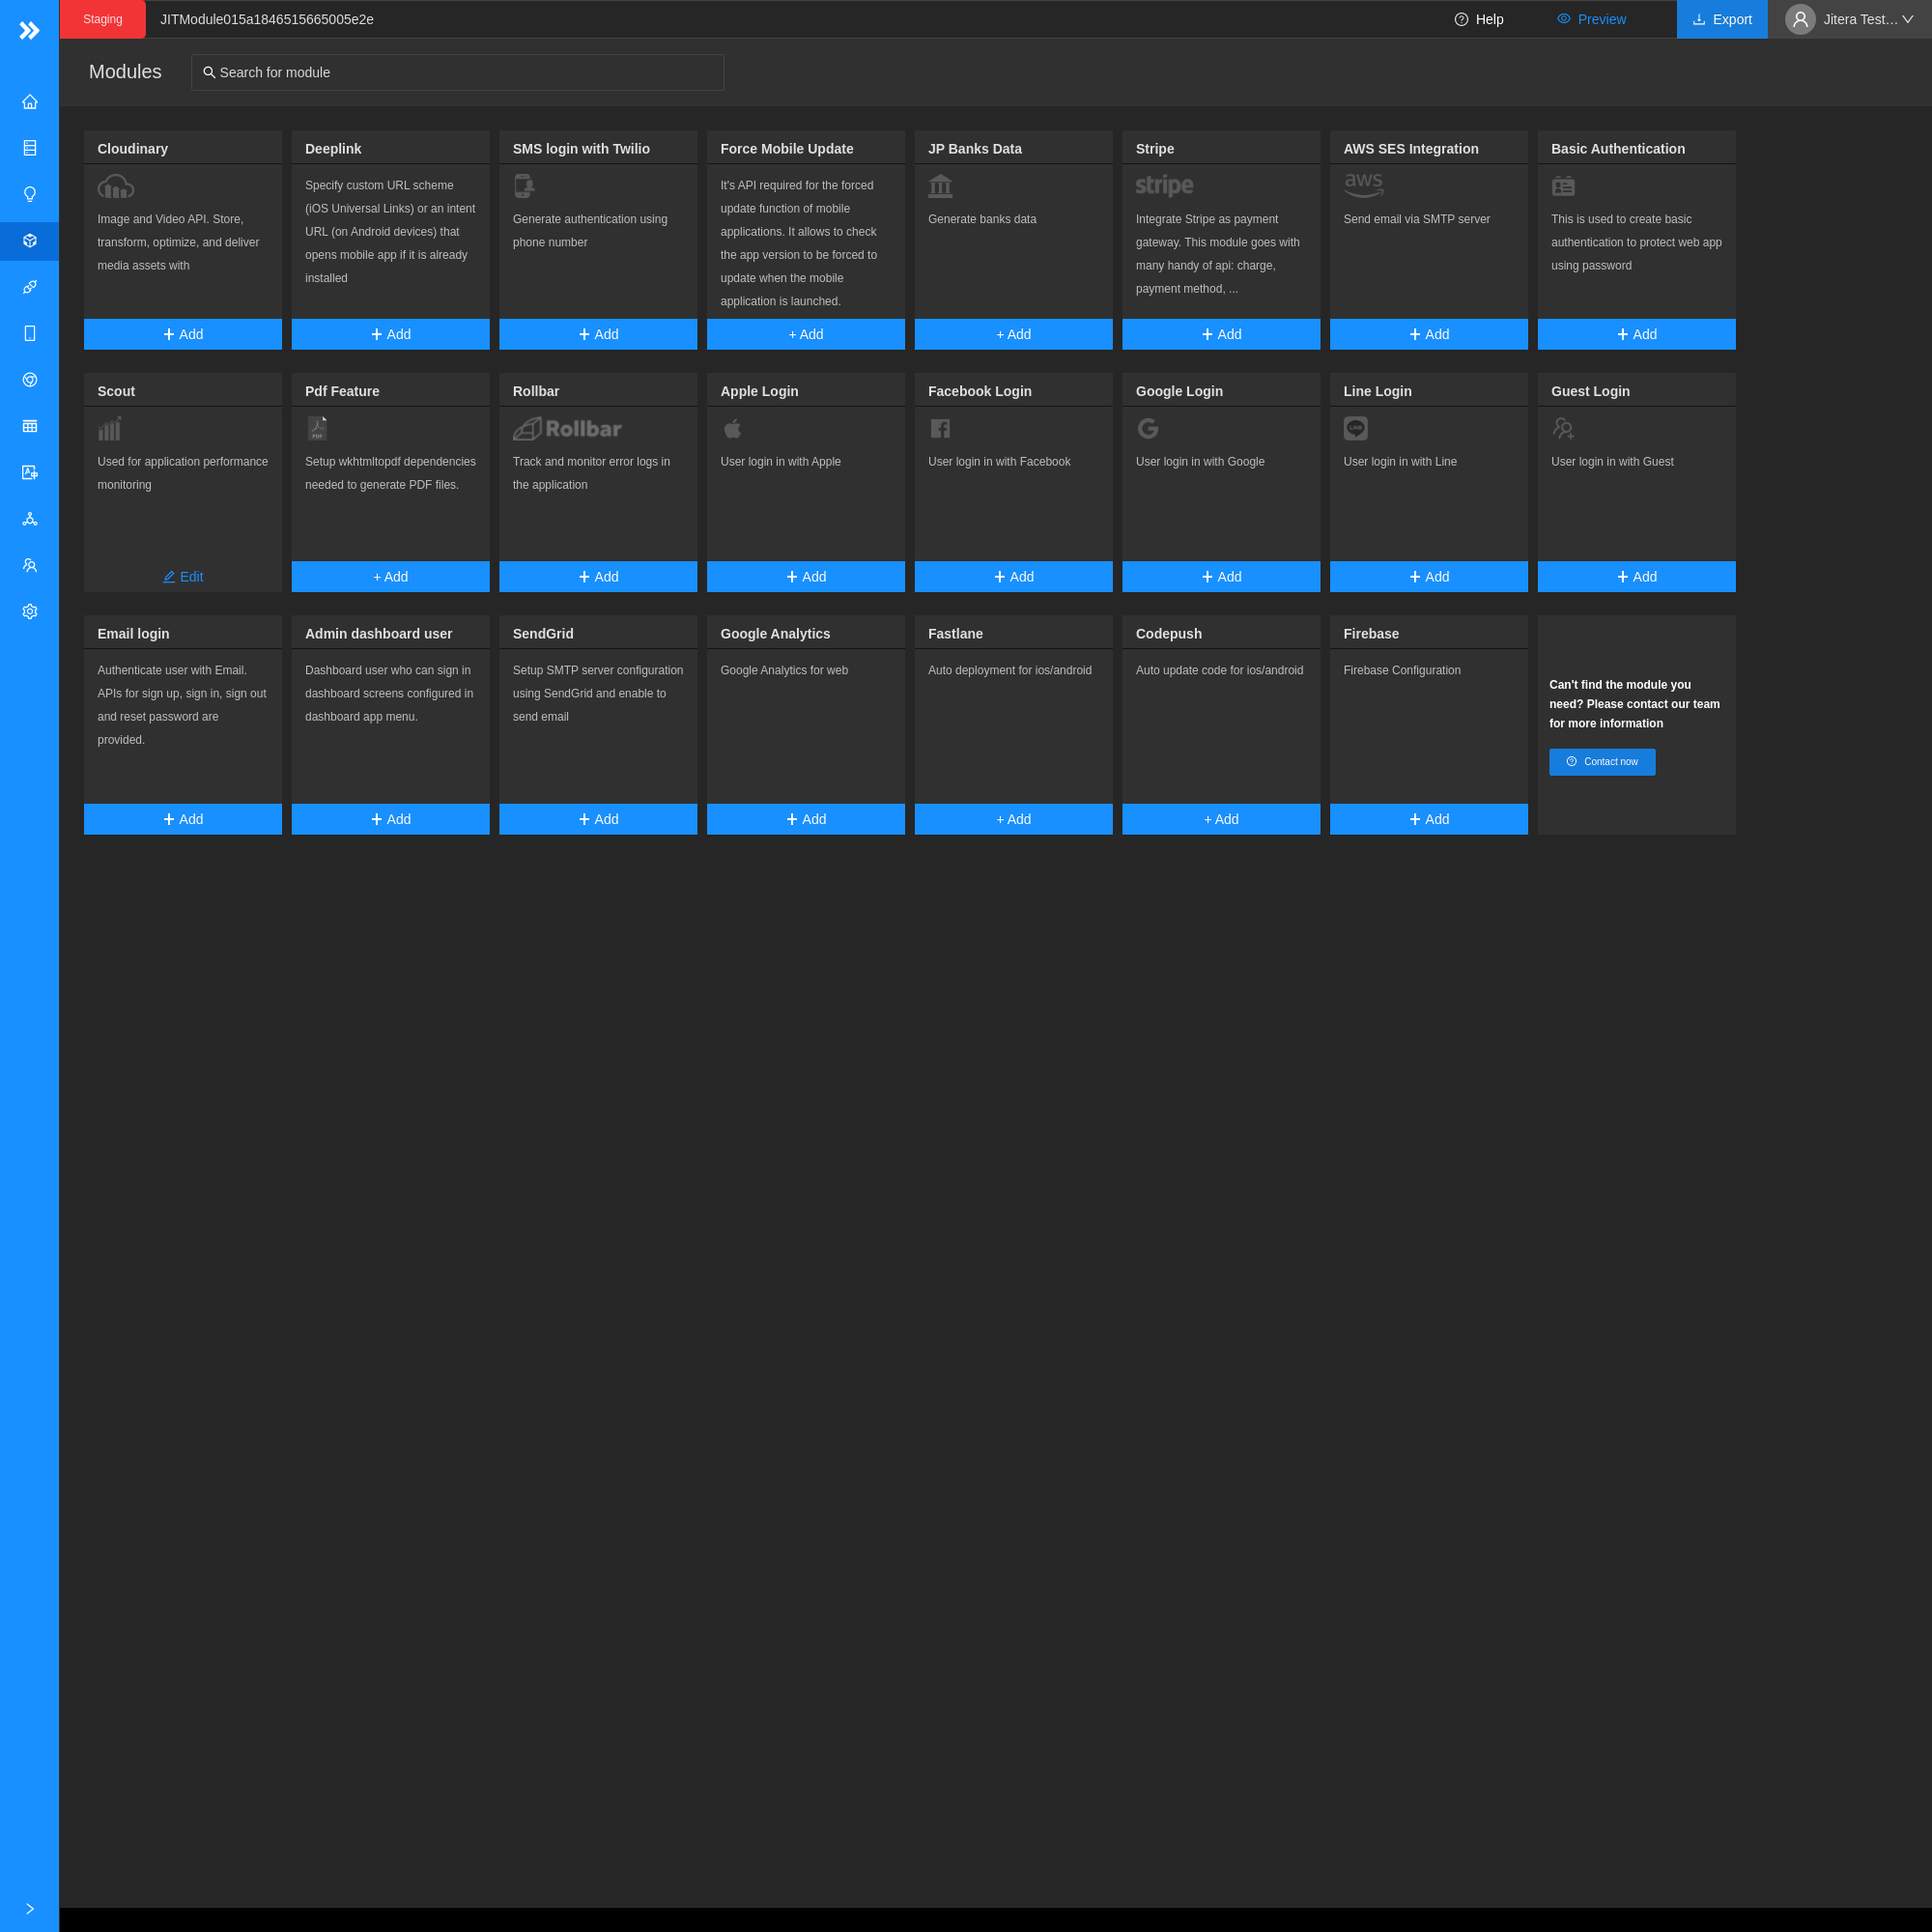 Staging
JITModule015a1846515665005e2e
Help
Preview
Export
Jitera Test...
Modules
Search for module
Cloudinary
Image and Video API. Store,
transform, optimize, and deliver
media assets with
+ Add
Deeplink
Specify custom URL scheme
(iOS Universal Links) or an intent
URL (on Android devices) that
opens mobile app if it is already
installed
+ Add
SMS login with Twilio
Generate authentication using
phone number
+ Add
Force Mobile Update
It's API required for the forced
update function of mobile
applications. It allows to check
the app version to be forced to
update when the mobile
application is launched.
+ Add
JP Banks Data
Generate banks data
+ Add
Stripe
stripe
Integrate Stripe as payment
gateway. This module goes with
many handy of api: charge,
payment method, ...
+ Add
AWS SES Integration
aws
Send email via SMTP server
+ Add
Basic Authentication
This is used to create basic
authentication to protect web app
using password
+ Add
Scout
Used for application performance
monitoring
Edit
Pdf Feature
PDF
Setup wkhtmltopdf dependencies
needed to generate PDF files.
+ Add
Rollbar
Rollbar
Track and monitor error logs in
the application
+ Add
Apple Login
User login in with Apple
+ Add
Facebook Login
User login in with Facebook
+ Add
Google Login
User login in with Google
+ Add
Line Login
LINE
User login in with Line
+ Add
Guest Login
User login in with Guest
+ Add
Email login
Authenticate user with Email.
APIs for sign up, sign in, sign out
and reset password are
provided.
+ Add
Admin dashboard user
Dashboard user who can sign in
dashboard screens configured in
dashboard app menu.
+ Add
SendGrid
Setup SMTP server configuration
using SendGrid and enable to
send email
+ Add
Google Analytics
Google Analytics for web
+ Add
Fastlane
Auto deployment for ios/android
+ Add
Codepush
Auto update code for ios/android
+ Add
Firebase
Firebase Configuration
+ Add
Can't find the module you
need? Please contact our team
for more information
Contact now